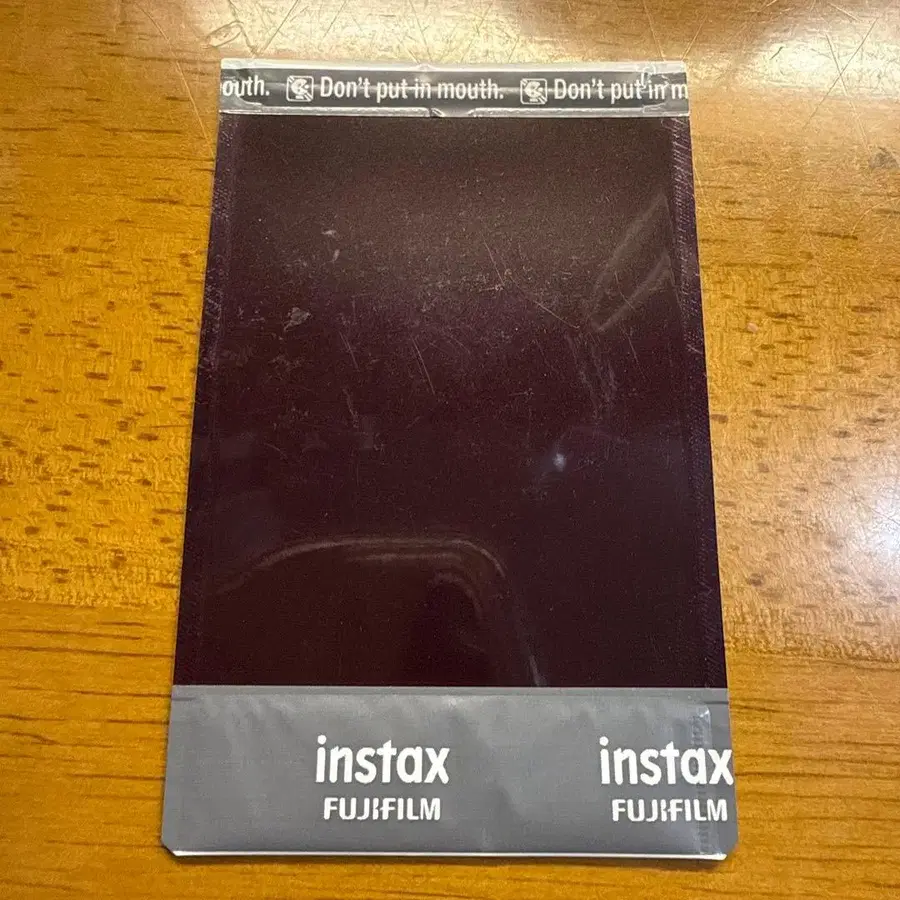 outh. Don't put in mouth. Don't put in m
instax instax
FUJIFILM FUJIFILM